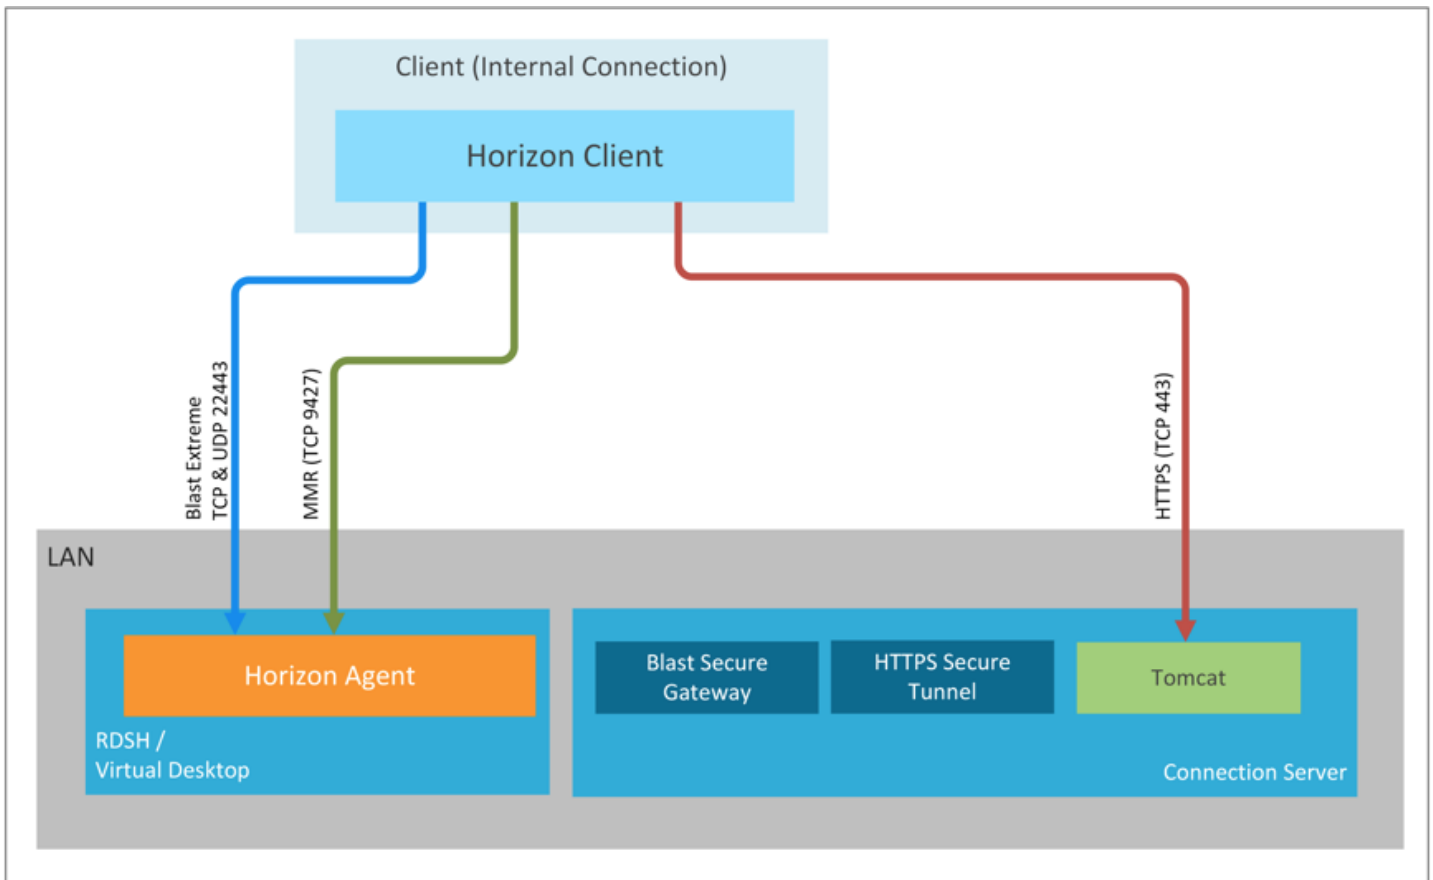 Client (Internal Connection)
Horizon Client
Blast Extreme
TCP & UDP 22443
MMR (TCP 9427)
HTTPS (TCP 443)
LAN
Horizon Agent
RDSH /
Virtual Desktop
Blast Secure
Gateway
HTTPS Secure
Tunnel
Tomcat
Connection Server